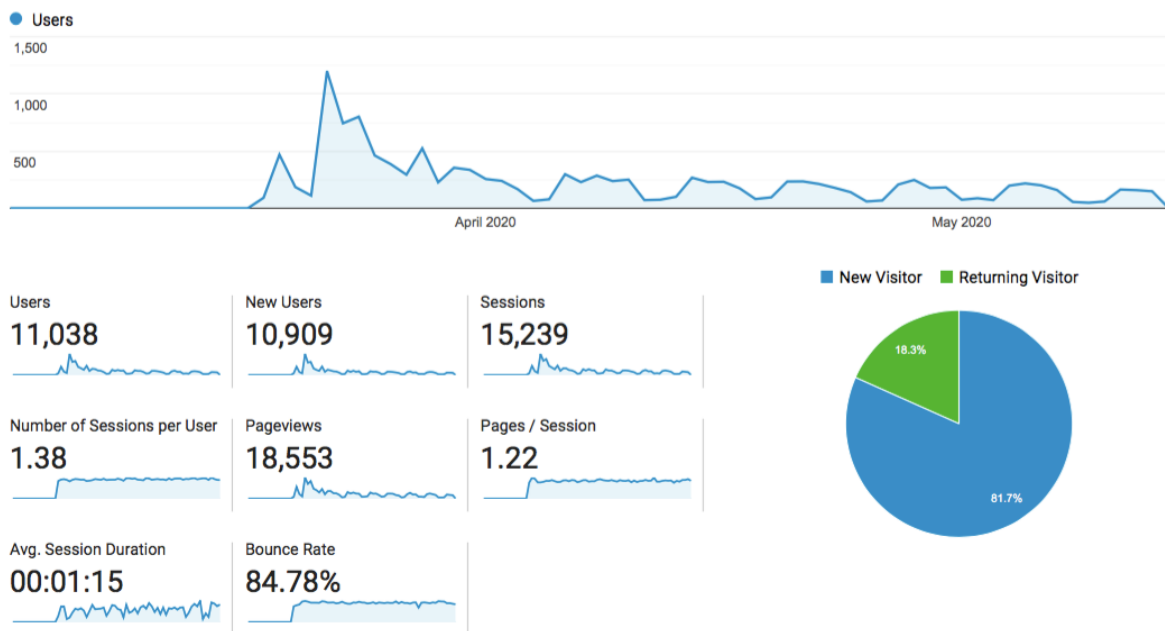 Users
1,500
1,000
500
April 2020
May 2020
New Visitor Returning Visitor
Users
11,038
New Users
10,909
Sessions
15,239
Number of Sessions per User
1.38
Pageviews
18,553
Pages / Session
1.22
Avg. Session Duration
00:01:15
Bounce Rate
84.78%
18.3%
81.7%